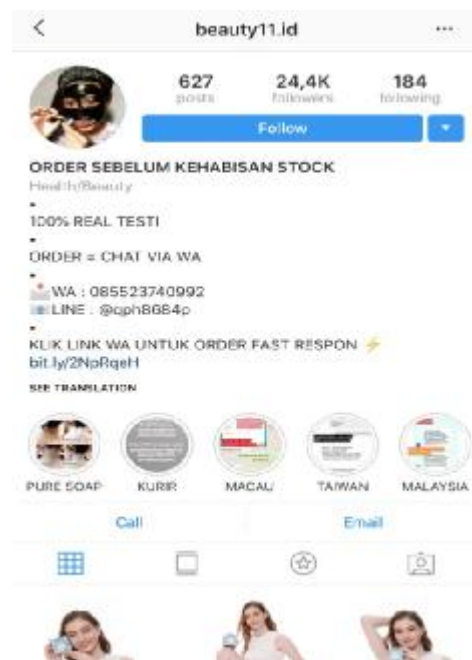 beauty11.id
627 24,4K 184
posts followers following
Follow
ORDER SEBELUM KEHABISAN STOCK
Health/Beauty
100% REAL TESTI
ORDER = CHAT VIA WA
WA : 085523740992
LINE . @qph8684p
KLIK LINK WA UNTUK ORDER FAST RESPON ⚡
bit.ly/2NpRqeH
SEE TRANSLATION
PURE SOAP KURIR MACAU TAIWAN MALAYSIA
Call Email